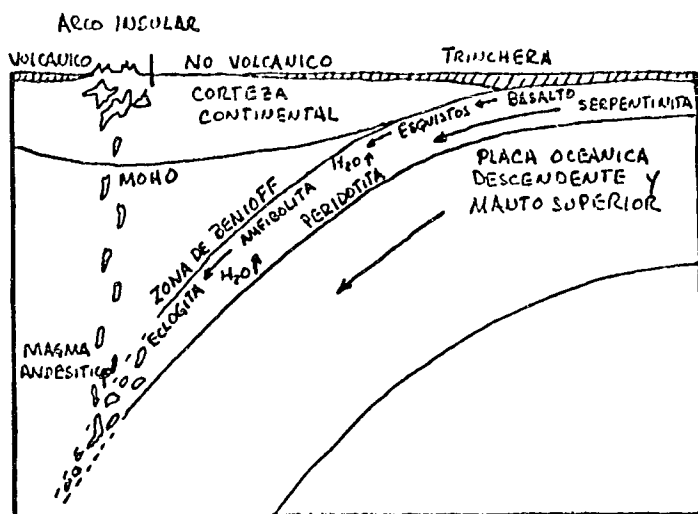 ARCO INSULAR
VOLCANICO NO VOLCANICO TRINCHERA
CORTEZA
CONTINENTAL
ESQUISTOS BASALTO
SERPENTINITA
MOHO
H2O
PLACA OCEANICA
DESCENDENTE Y
MANTO SUPERIOR
ZONA DE BENIOFF
ANFIBOLITA
PERIDOTITA
H2O
ECLOGITA
MAGMA
ANDESITICO